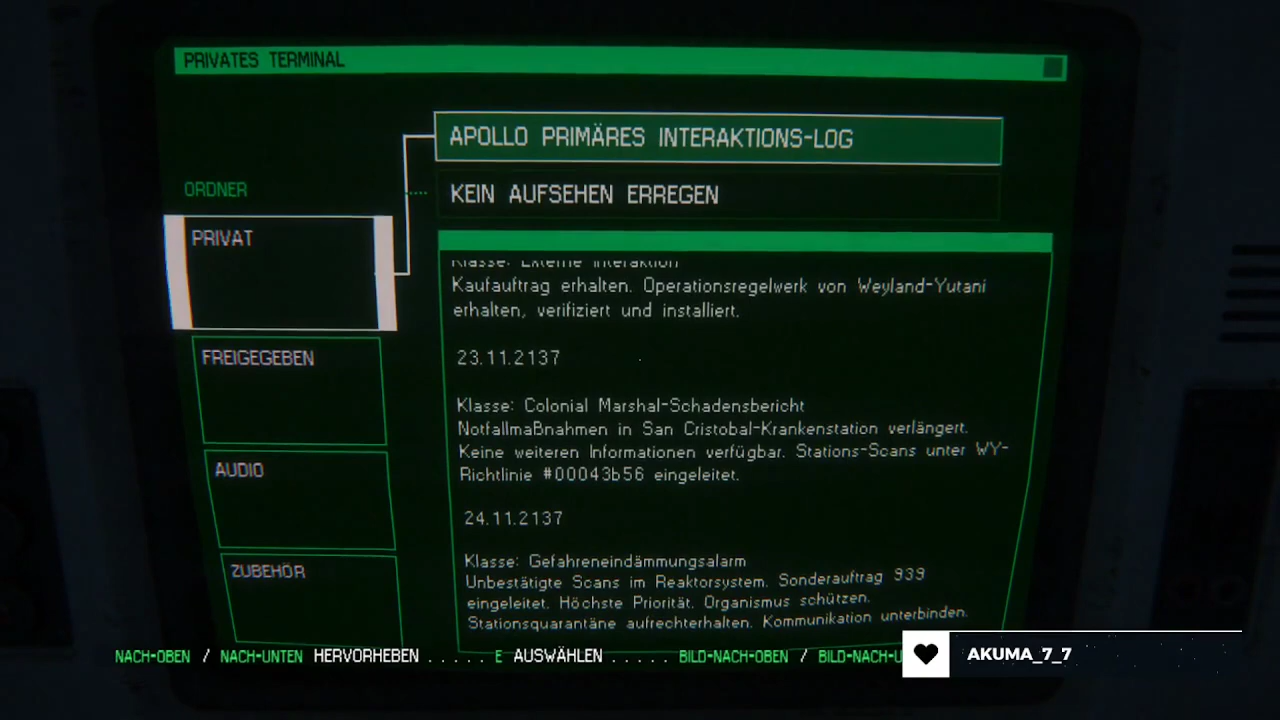 PRIVATES TERMINAL
APOLLO PRIMÄRES INTERAKTIONS-LOG
ORDNER
KEIN AUFSEHEN ERREGEN
PRIVAT
FREIGEGEBEN
AUDIO
ZUBEHÖR
Klasse: Externe Interaktion
Kaufauftrag erhalten. Operationsregelwerk von Weyland-Yutani
erhalten, verifiziert und installiert.
23.11.2137
Klasse: Colonial Marshal-Schadensbericht
Notfallmaßnahmen in San Cristobal-Krankenstation verlängert.
Keine weiteren Informationen verfügbar. Stations-Scans unter WY-
Richtlinie #00043b56 eingeleitet.
24.11.2137
Klasse: Gefahreneindämmungsalarm
Unbestätigte Scans im Reaktorsystem. Sonderauftrag 939
eingeleitet. Höchste Priorität. Organismus schützen.
Stationsquarantäne aufrechterhalten. Kommunikation unterbinden.
NACH-OBEN / NACH-UNTEN HERVORHEBEN ..... E AUSWÄHLEN ..... BILD-NACH-OBEN / BILD-NACH-U
AKUMA_7_7